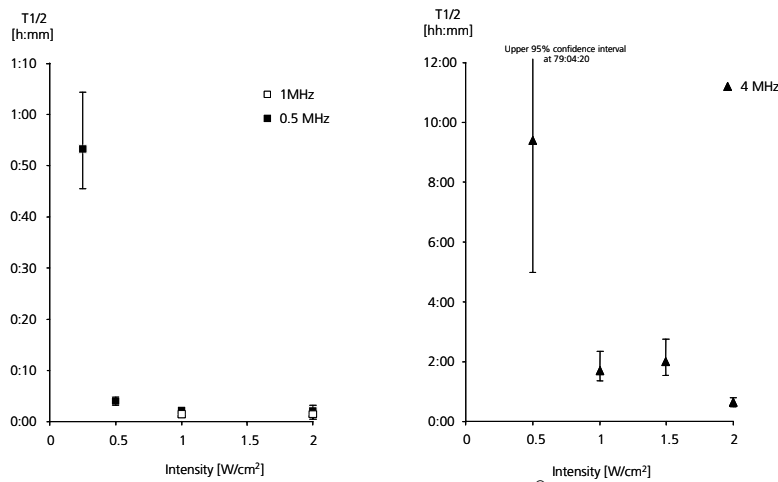 T1/2
[h:mm]
1:10
1:00
0:50
0:40
0:30
0:20
0:10
0:00
0
0.5
1
1.5
2
Intensity [W/cm²]
1MHz
0.5 MHz
T1/2
[hh:mm]
Upper 95% confidence interval
at 79:04:20
12:00
10:00
8:00
6:00
4:00
2:00
0:00
0
0.5
1
1.5
2
Intensity [W/cm²]
4 MHz